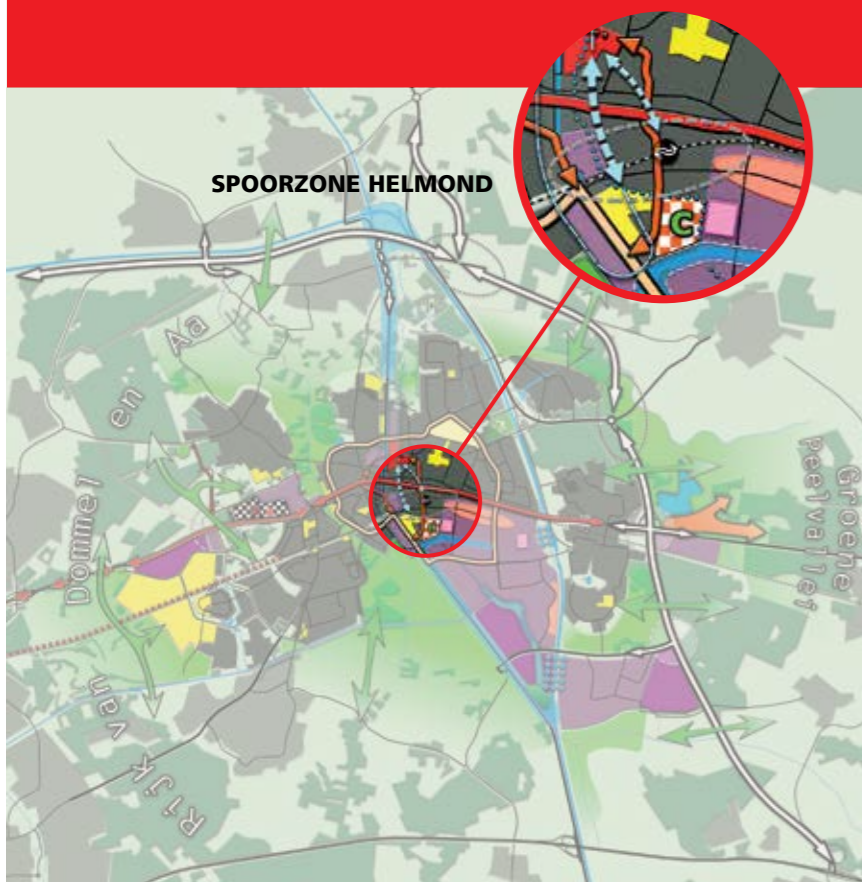 SPOORZONE HELMOND
C
Dommel en Aa
Rijk van
Groene
Peelvallei